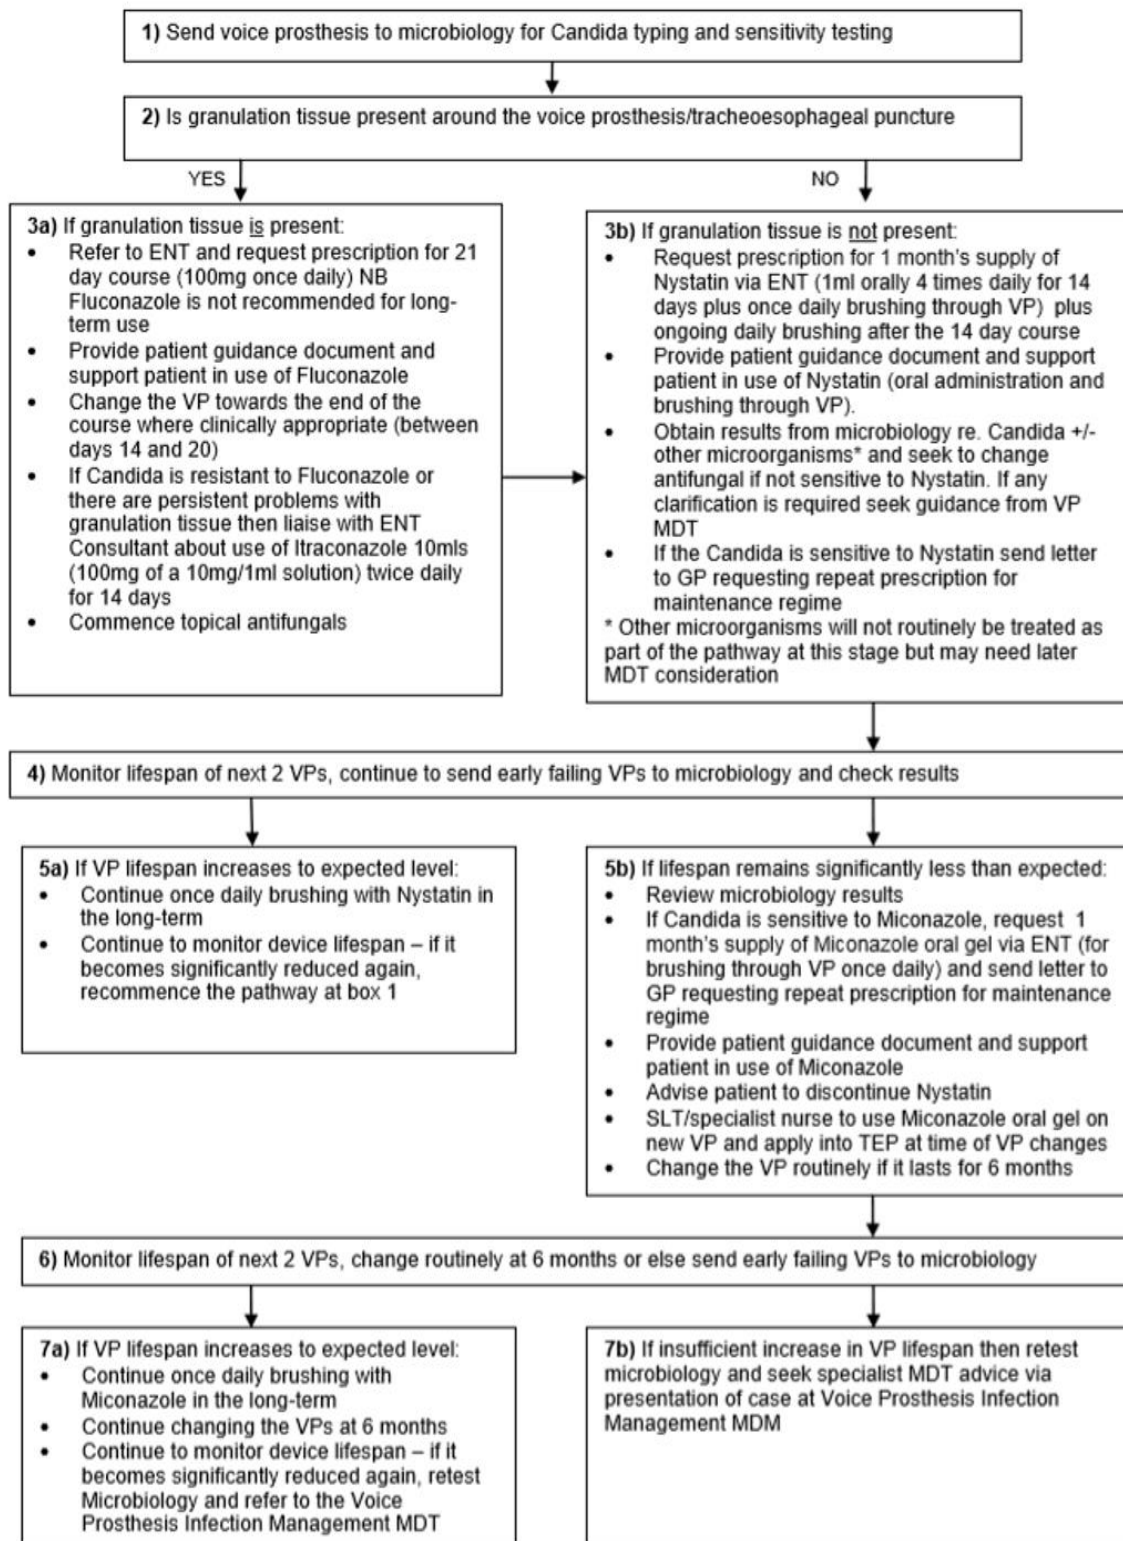 1) Send voice prosthesis to microbiology for Candida typing and sensitivity testing
2) Is granulation tissue present around the voice prosthesis/tracheoesophageal puncture
YES
NO
3a) If granulation tissue is present:
• Refer to ENT and request prescription for 21
day course (100mg once daily) NB
Fluconazole is not recommended for long-
term use
• Provide patient guidance document and
support patient in use of Fluconazole
• Change the VP towards the end of the
course where clinically appropriate (between
days 14 and 20)
• If Candida is resistant to Fluconazole or
there are persistent problems with
granulation tissue then liaise with ENT
Consultant about use of Itraconazole 10mls
(100mg of a 10mg/1ml solution) twice daily
for 14 days
• Commence topical antifungals
3b) If granulation tissue is not present:
• Request prescription for 1 month's supply of
Nystatin via ENT (1ml orally 4 times daily for 14
days plus once daily brushing through VP) plus
ongoing daily brushing after the 14 day course
• Provide patient guidance document and support
patient in use of Nystatin (oral administration and
brushing through VP).
• Obtain results from microbiology re. Candida +/-
other microorganisms* and seek to change
antifungal if not sensitive to Nystatin. If any
clarification is required seek guidance from VP
MDT
• If the Candida is sensitive to Nystatin send letter
to GP requesting repeat prescription for
maintenance regime
* Other microorganisms will not routinely be treated as
part of the pathway at this stage but may need later
MDT consideration
4) Monitor lifespan of next 2 VPs, continue to send early failing VPs to microbiology and check results
5a) If VP lifespan increases to expected level:
• Continue once daily brushing with Nystatin in
the long-term
• Continue to monitor device lifespan – if it
becomes significantly reduced again,
recommence the pathway at box 1
5b) If lifespan remains significantly less than expected:
• Review microbiology results
• If Candida is sensitive to Miconazole, request 1
month's supply of Miconazole oral gel via ENT (for
brushing through VP once daily) and send letter to
GP requesting repeat prescription for maintenance
regime
• Provide patient guidance document and support
patient in use of Miconazole
• Advise patient to discontinue Nystatin
• SLT/specialist nurse to use Miconazole oral gel on
new VP and apply into TEP at time of VP changes
• Change the VP routinely if it lasts for 6 months
6) Monitor lifespan of next 2 VPs, change routinely at 6 months or else send early failing VPs to microbiology
7a) If VP lifespan increases to expected level:
• Continue once daily brushing with
Miconazole in the long-term
• Continue changing the VPs at 6 months
• Continue to monitor device lifespan – if it
becomes significantly reduced again, retest
Microbiology and refer to the Voice
Prosthesis Infection Management MDT
7b) If insufficient increase in VP lifespan then retest
microbiology and seek specialist MDT advice via
presentation of case at Voice Prosthesis Infection
Management MDM